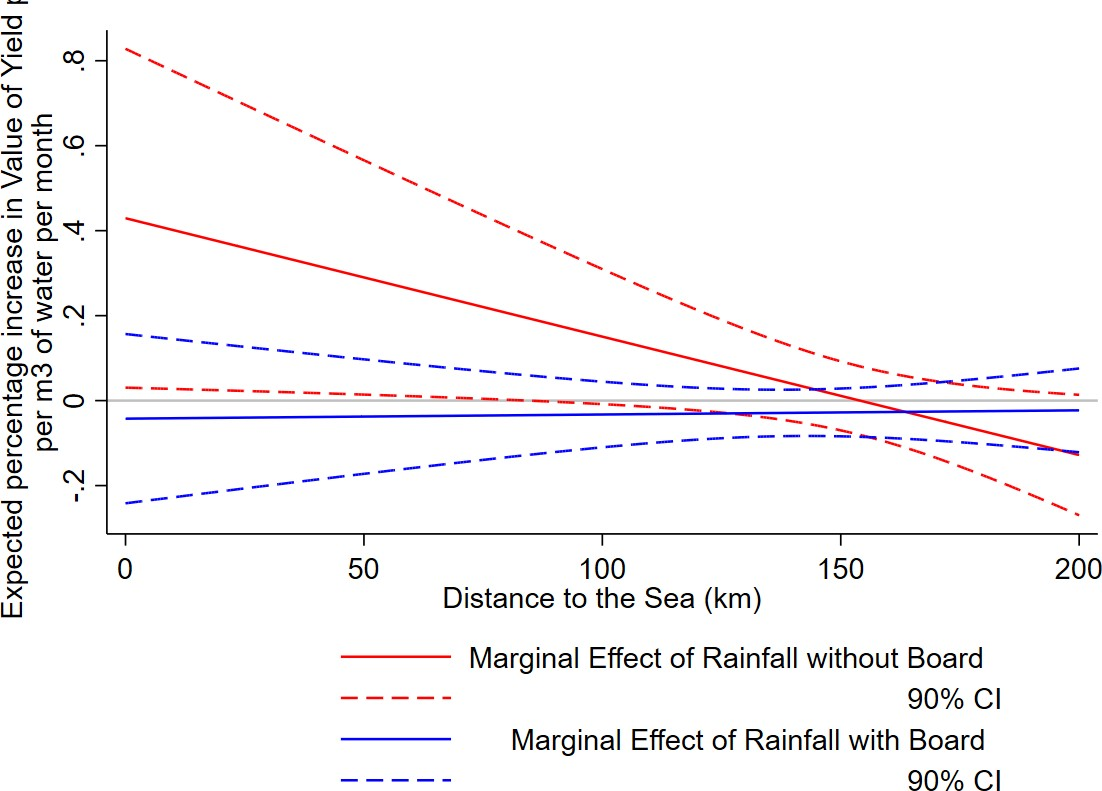 Expected percentage increase in Value of Yield
per m3 of water per month
.8
.6
.4
.2
0
-.2
0
50
100
150
200
Distance to the Sea (km)
Marginal Effect of Rainfall without Board
90% CI
Marginal Effect of Rainfall with Board
90% CI